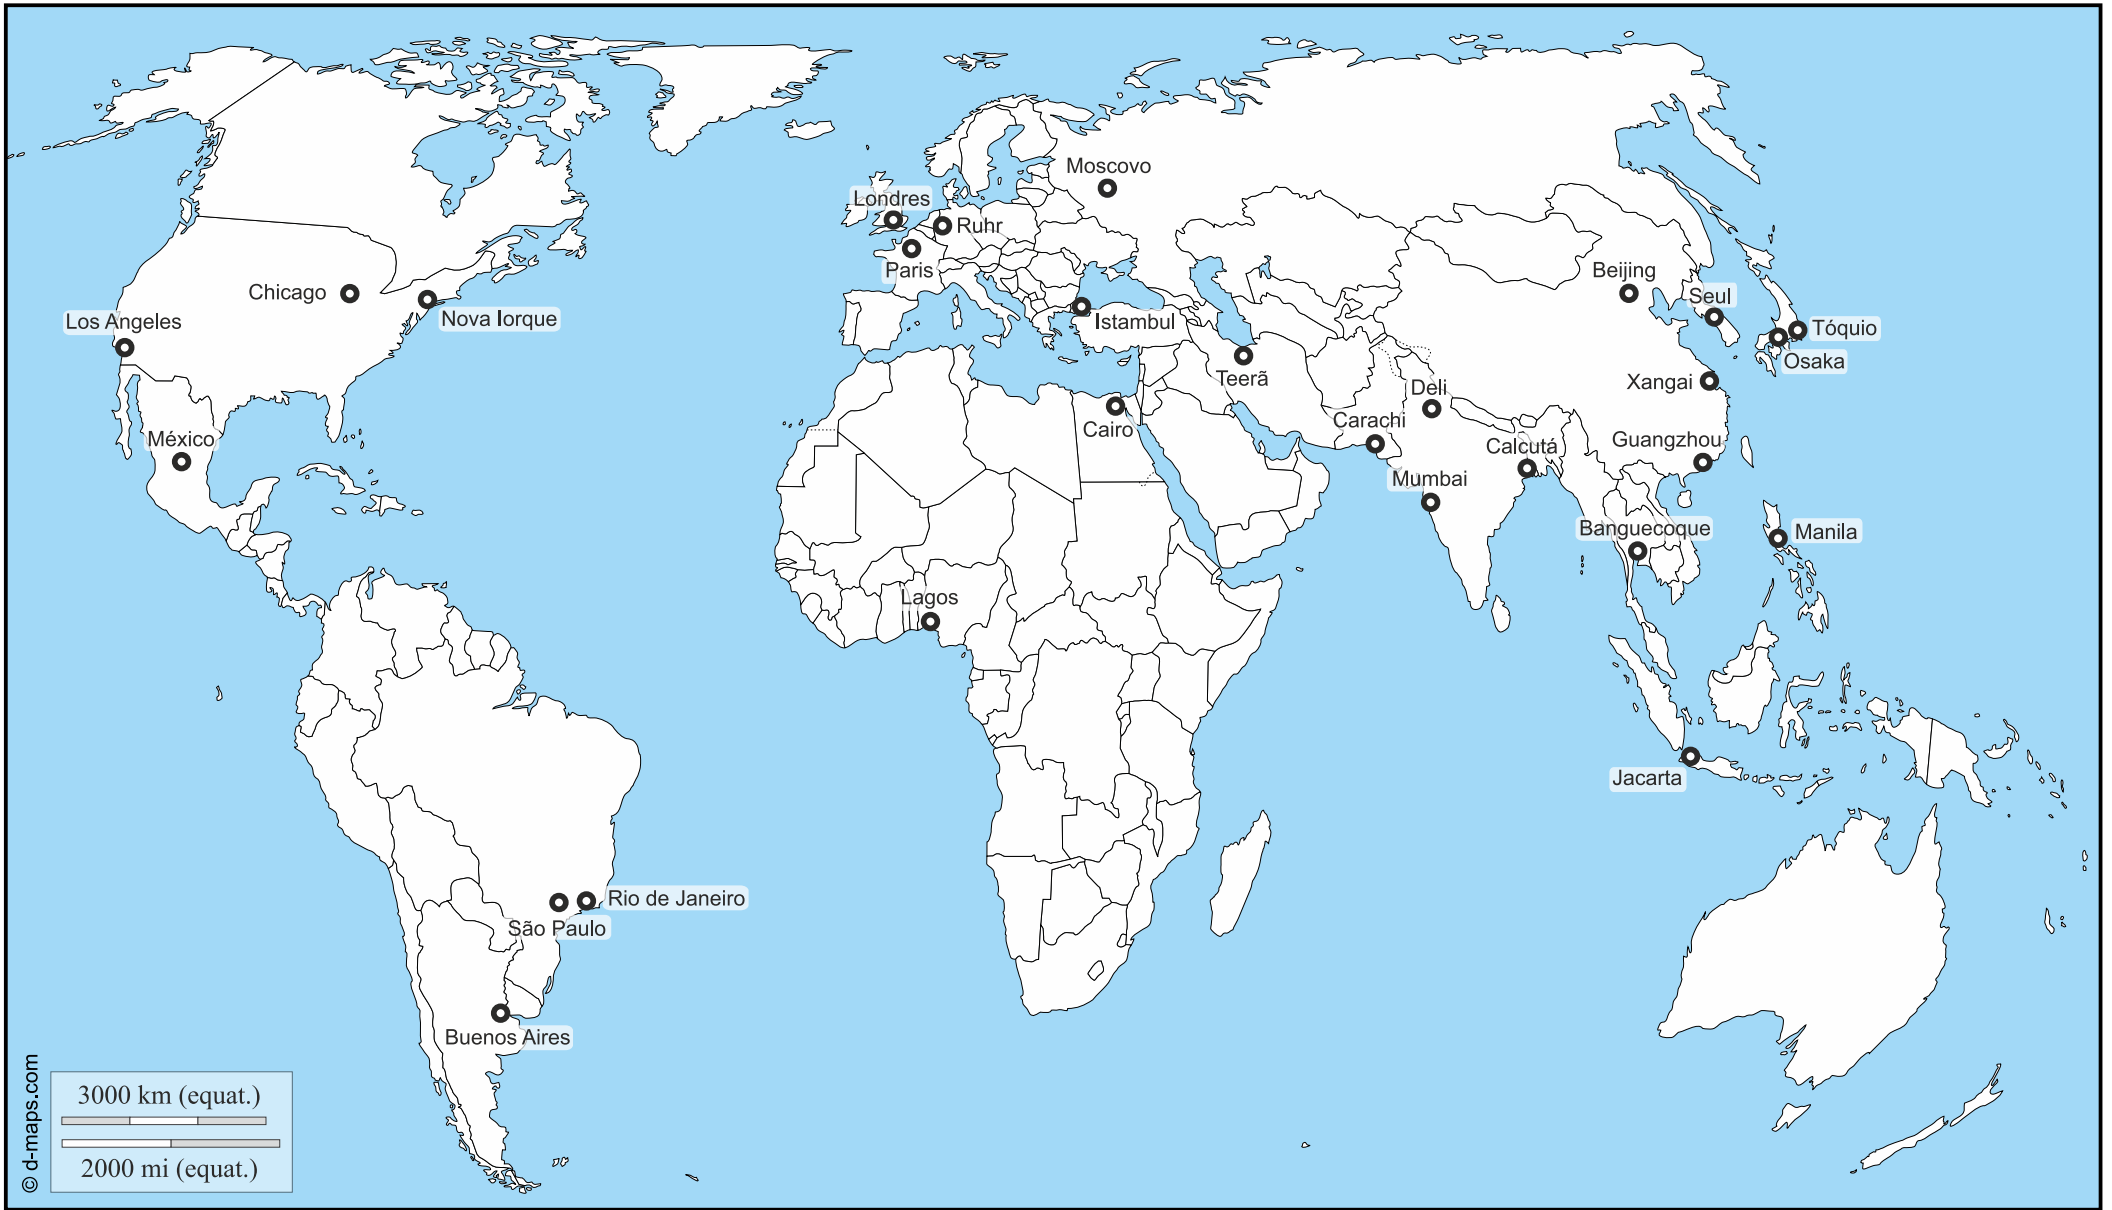 Moscovo
Londres
Ruhr
Paris
Beijing
Chicago
Seul
Nova Iorque
Los Angeles
Istambul
Tóquio
Osaka
Teerã
Xangai
Deli
Carachi
Cairo
México
Calcutá
Guangzhou
Mumbai
Banguecoque
Manila
Lagos
Jacarta
Rio de Janeiro
São Paulo
Buenos Aires
© d-maps.com
3000 km (equat.)
2000 mi (equat.)